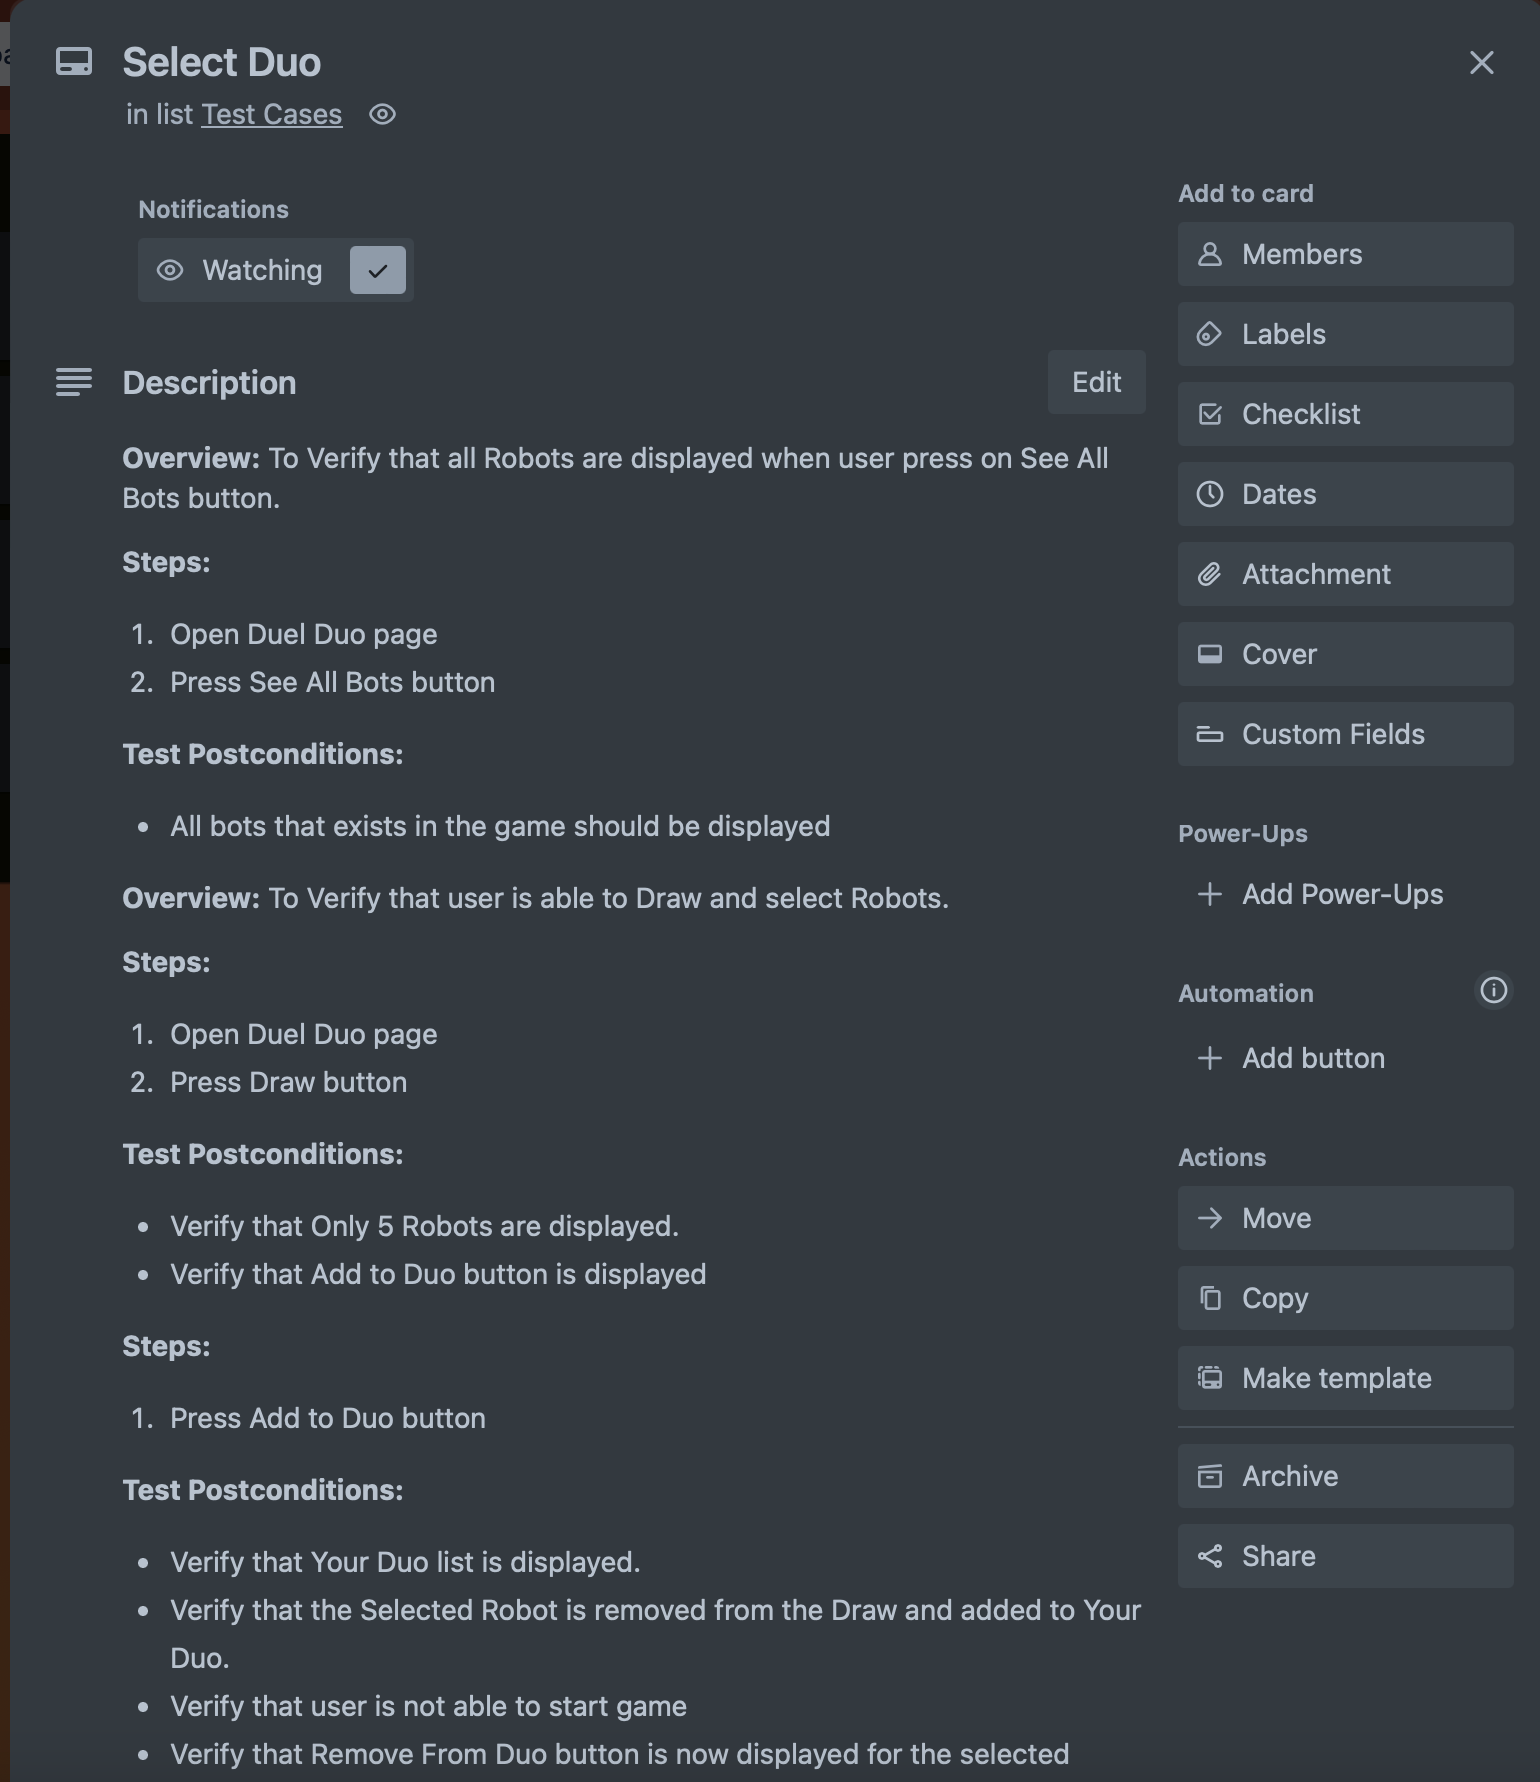 Select Duo
in list Test Cases
Notifications
Watching
Description
Edit
Overview: To Verify that all Robots are displayed when user press on See All
Bots button.
Steps:
1. Open Duel Duo page
2. Press See All Bots button
Test Postconditions:
• All bots that exists in the game should be displayed
Overview: To Verify that user is able to Draw and select Robots.
Steps:
1. Open Duel Duo page
2. Press Draw button
Test Postconditions:
• Verify that Only 5 Robots are displayed.
• Verify that Add to Duo button is displayed
Steps:
1. Press Add to Duo button
Test Postconditions:
• Verify that Your Duo list is displayed.
• Verify that the Selected Robot is removed from the Draw and added to Your
Duo.
• Verify that user is not able to start game
• Verify that Remove From Duo button is now displayed for the selected
Add to card
Members
Labels
Checklist
Dates
Attachment
Cover
Custom Fields
Power-Ups
+ Add Power-Ups
Automation
+ Add button
Actions
Move
Copy
Make template
Archive
Share